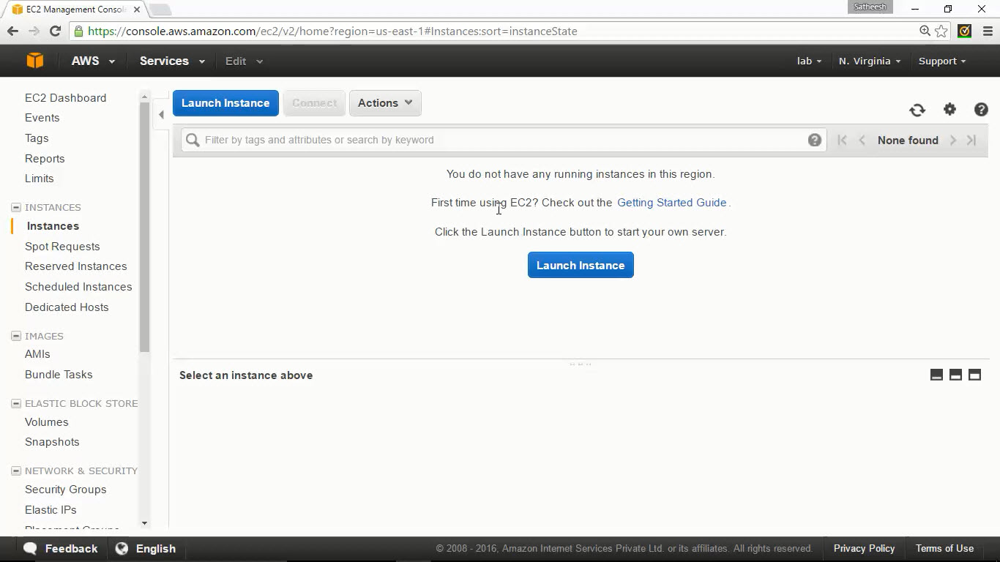 EC2 Management Consol
Satheesh
https://console.aws.amazon.com/ec2/v2/home?region=us-east-1#Instances:sort=instanceState
AWS Services Edit lab N. Virginia Support
EC2 Dashboard
Events
Tags
Reports
Limits
INSTANCES
Instances
Spot Requests
Reserved Instances
Scheduled Instances
Dedicated Hosts
IMAGES
AMIs
Bundle Tasks
ELASTIC BLOCK STORE
Volumes
Snapshots
NETWORK & SECURITY
Security Groups
Elastic IPs
Placement Groups
Launch Instance Connect Actions
Filter by tags and attributes or search by keyword
None found
You do not have any running instances in this region.
First time using EC2? Check out the Getting Started Guide.
Click the Launch Instance button to start your own server.
Launch Instance
Select an instance above
Feedback English © 2008 - 2016, Amazon Internet Services Private Ltd. or its affiliates. All rights reserved. Privacy Policy Terms of Use